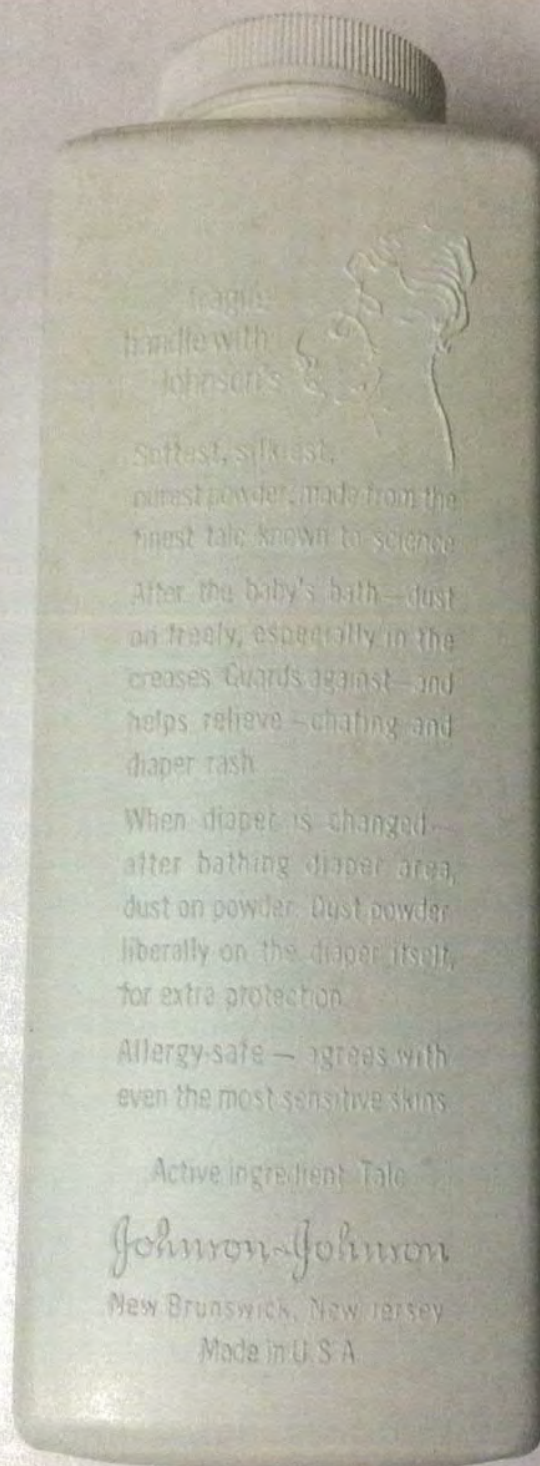 fragile
handle with
Johnson's
Softest, silkiest,
purest powder, made from the
finest talc known to science
After the baby's bath—dust
on freely, especially in the
creases Guards against—and
helps relieve—chafing and
diaper rash
When diaper is changed—
after bathing diaper area,
dust on powder. Dust powder
liberally on the diaper itself,
for extra protection
Allergy-safe — agrees with
even the most sensitive skins
Active ingredient Talc
Johnson & Johnson
New Brunswick, New Jersey
Made in U.S.A